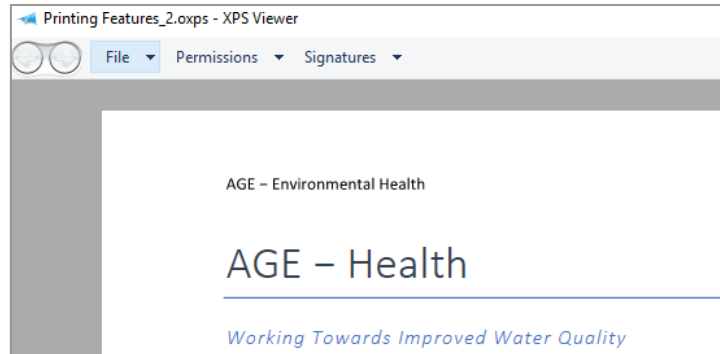 Printing Features_2.oxps - XPS Viewer
File Permissions Signatures
AGE – Environmental Health
AGE – Health
Working Towards Improved Water Quality